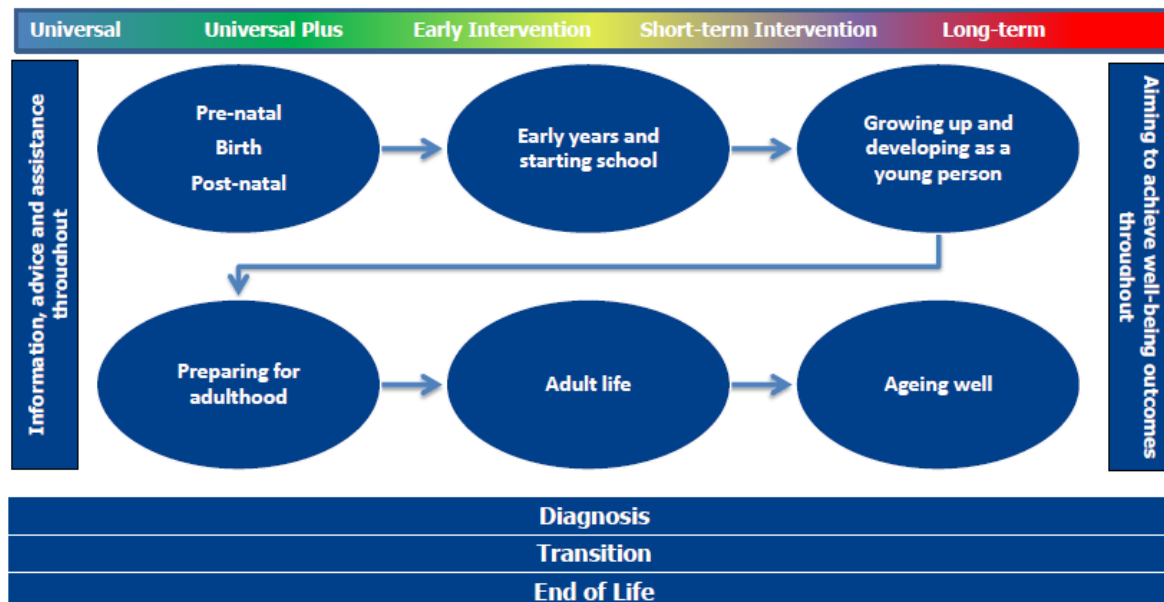 Universal
Universal Plus
Early Intervention
Short-term Intervention
Long-term
Information, advice and assistance
throughout
Pre-natal
Birth
Post-natal
Early years and
starting school
Growing up and
developing as a
young person
Preparing for
adulthood
Adult life
Ageing well
Aiming to achieve well-being outcomes
throughout
Diagnosis
Transition
End of Life